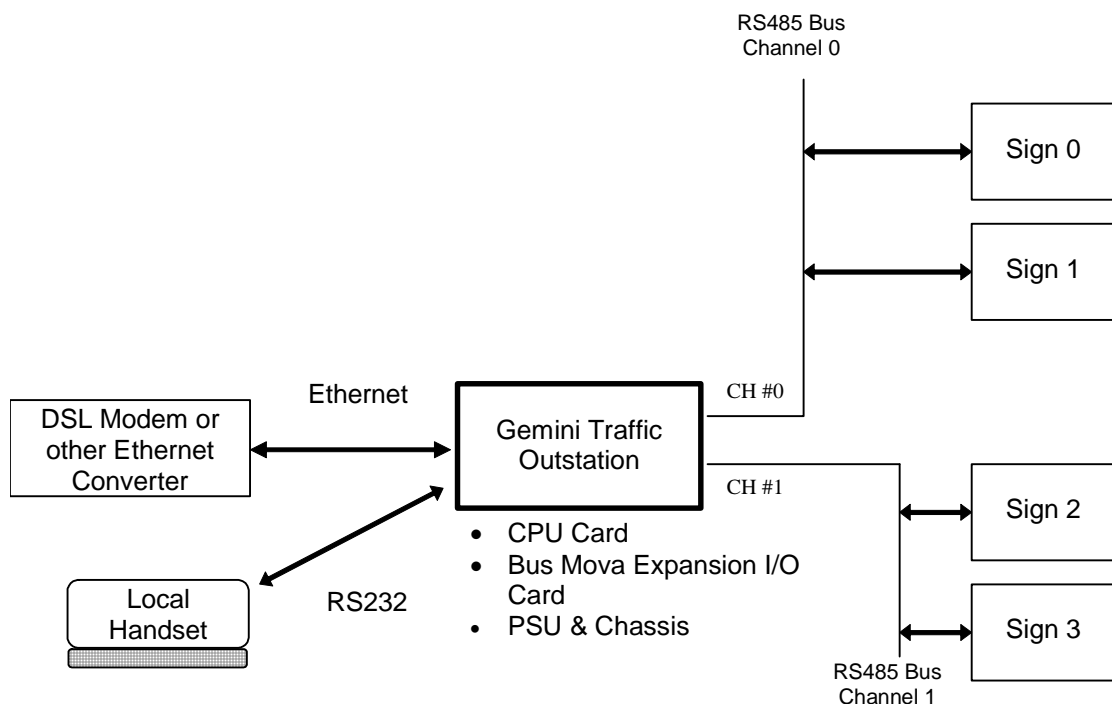 RS485 Bus
Channel 0
Sign 0
Sign 1
Ethernet
CH #0
DSL Modem or
other Ethernet
Converter
Gemini Traffic
Outstation
CH #1
Sign 2
• CPU Card
• Bus Mova Expansion I/O
Card
• PSU & Chassis
Local
Handset
RS232
Sign 3
RS485 Bus
Channel 1